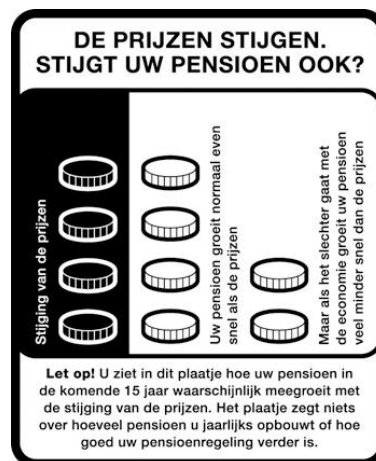 DE PRIJZEN STIJGEN.
STIJGT UW PENSIOEN OOK?
Stijging van de prijzen
Uw pensioen groeit normaal even
snel als de prijzen
Maar als het slechter gaat met
de economie groeit uw pensioen
veel minder snel dan de prijzen
Let op! U ziet in dit plaatje hoe uw pensioen in
de komende 15 jaar waarschijnlijk meegroeit met
de stijging van de prijzen. Het plaatje zegt niets
over hoeveel pensioen u jaarlijks opbouwt of hoe
goed uw pensioenregeling verder is.